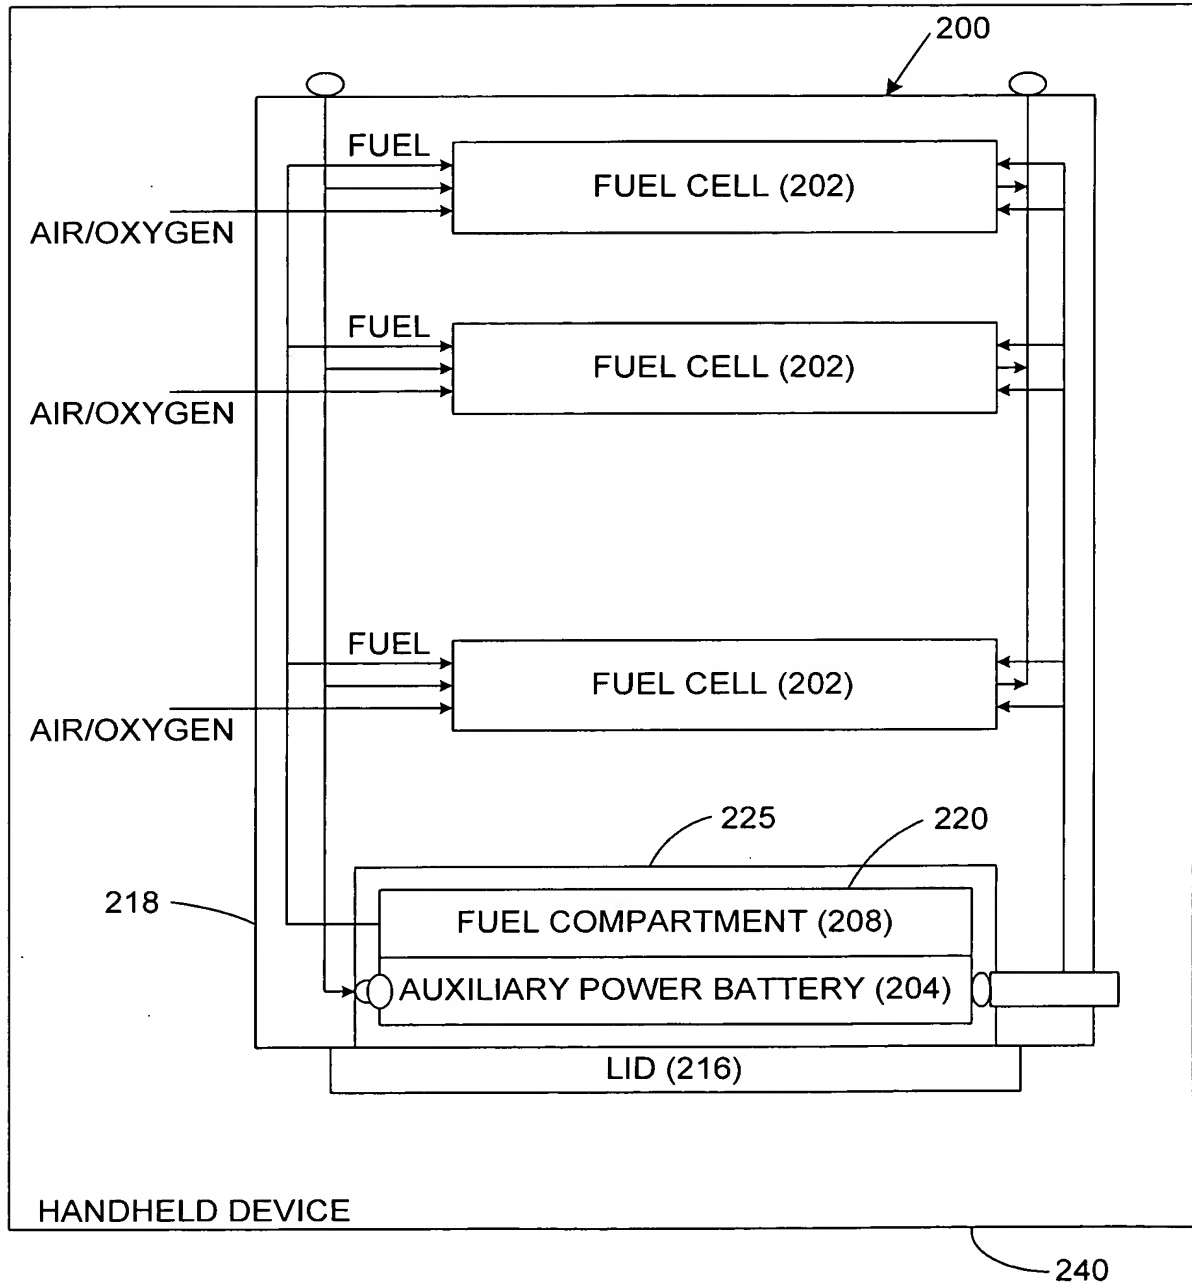 200
FUEL
FUEL CELL (202)
AIR/OXYGEN
FUEL
FUEL CELL (202)
AIR/OXYGEN
FUEL
FUEL CELL (202)
AIR/OXYGEN
225
220
218
FUEL COMPARTMENT (208)
AUXILIARY POWER BATTERY (204)
LID (216)
HANDHELD DEVICE
240